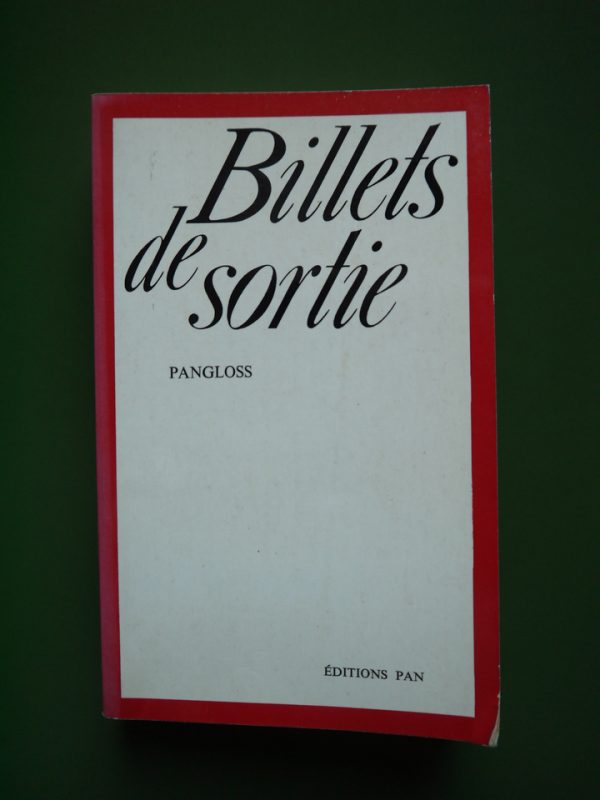 Billets
de sortie
PANGLOSS
ÉDITIONS PAN